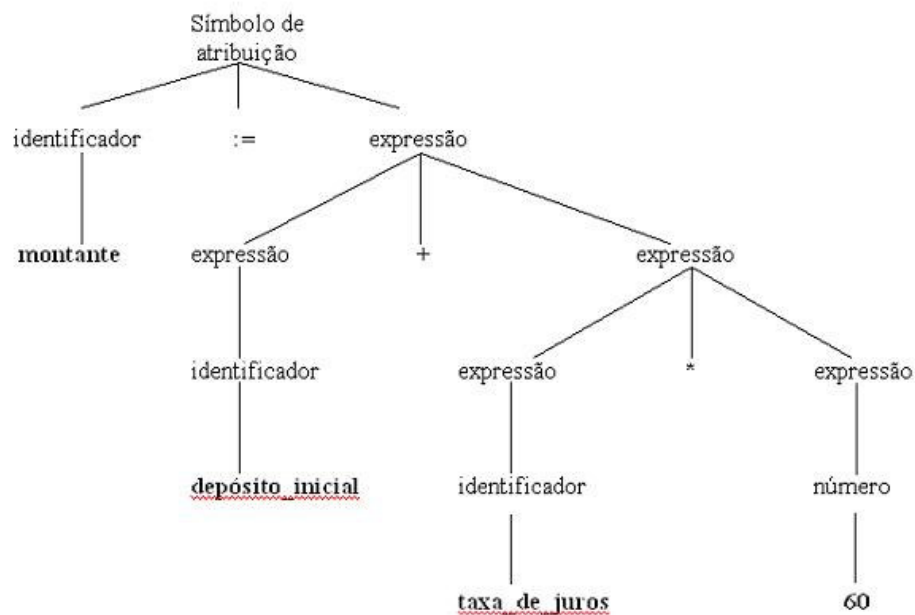 Símbolo de
atribuição
identificador := expressão
montante expressão + expressão
identificador expressão * expressão
depósito_inicial identificador número
taxa_de_juros 60